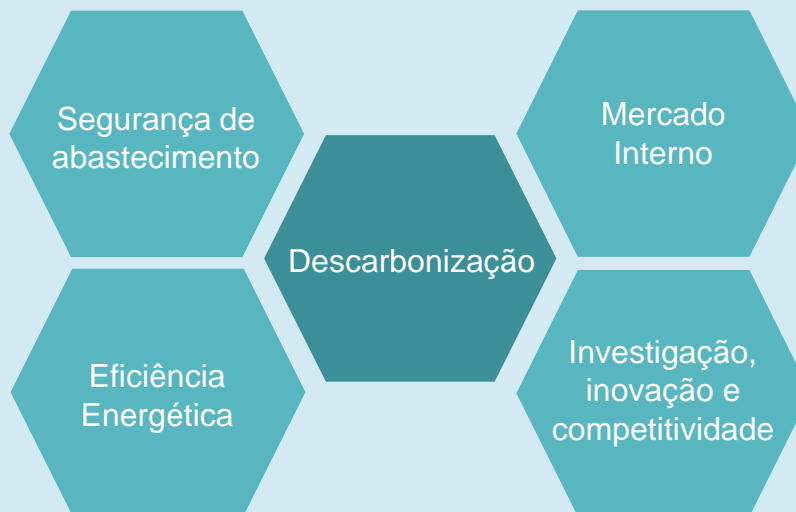 Segurança de
abastecimento
Mercado
Interno
Descarbonização
Eficiência
Energética
Investigação,
inovação e
competitividade